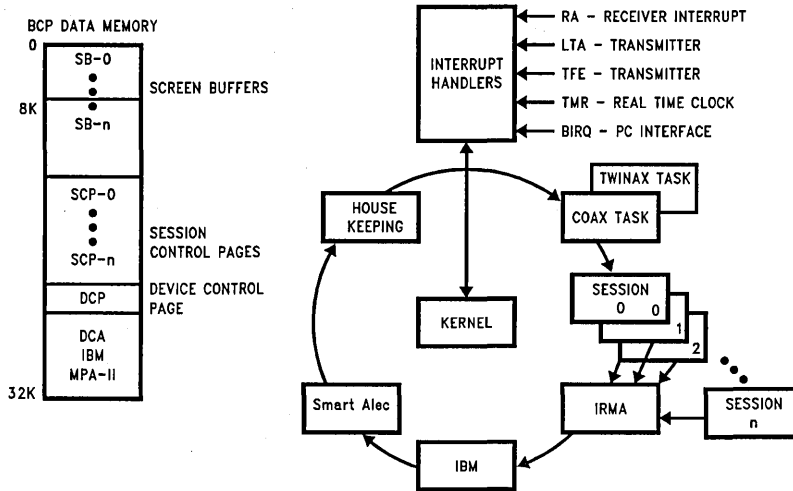 BCP DATA MEMORY
0
SB-0
8K
SB-n
SCREEN BUFFERS
SCP-0
SCP-n
SESSION
CONTROL PAGES
DCP
DEVICE CONTROL
PAGE
DCA
IBM
MPA-II
32K
INTERRUPT
HANDLERS
RA - RECEIVER INTERRUPT
LTA - TRANSMITTER
TFE - TRANSMITTER
TMR - REAL TIME CLOCK
BIRQ - PC INTERFACE
TWINAX TASK
COAX TASK
HOUSE
KEEPING
KERNEL
SESSION
0 0
1
2
SESSION
n
IRMA
IBM
Smart Alec